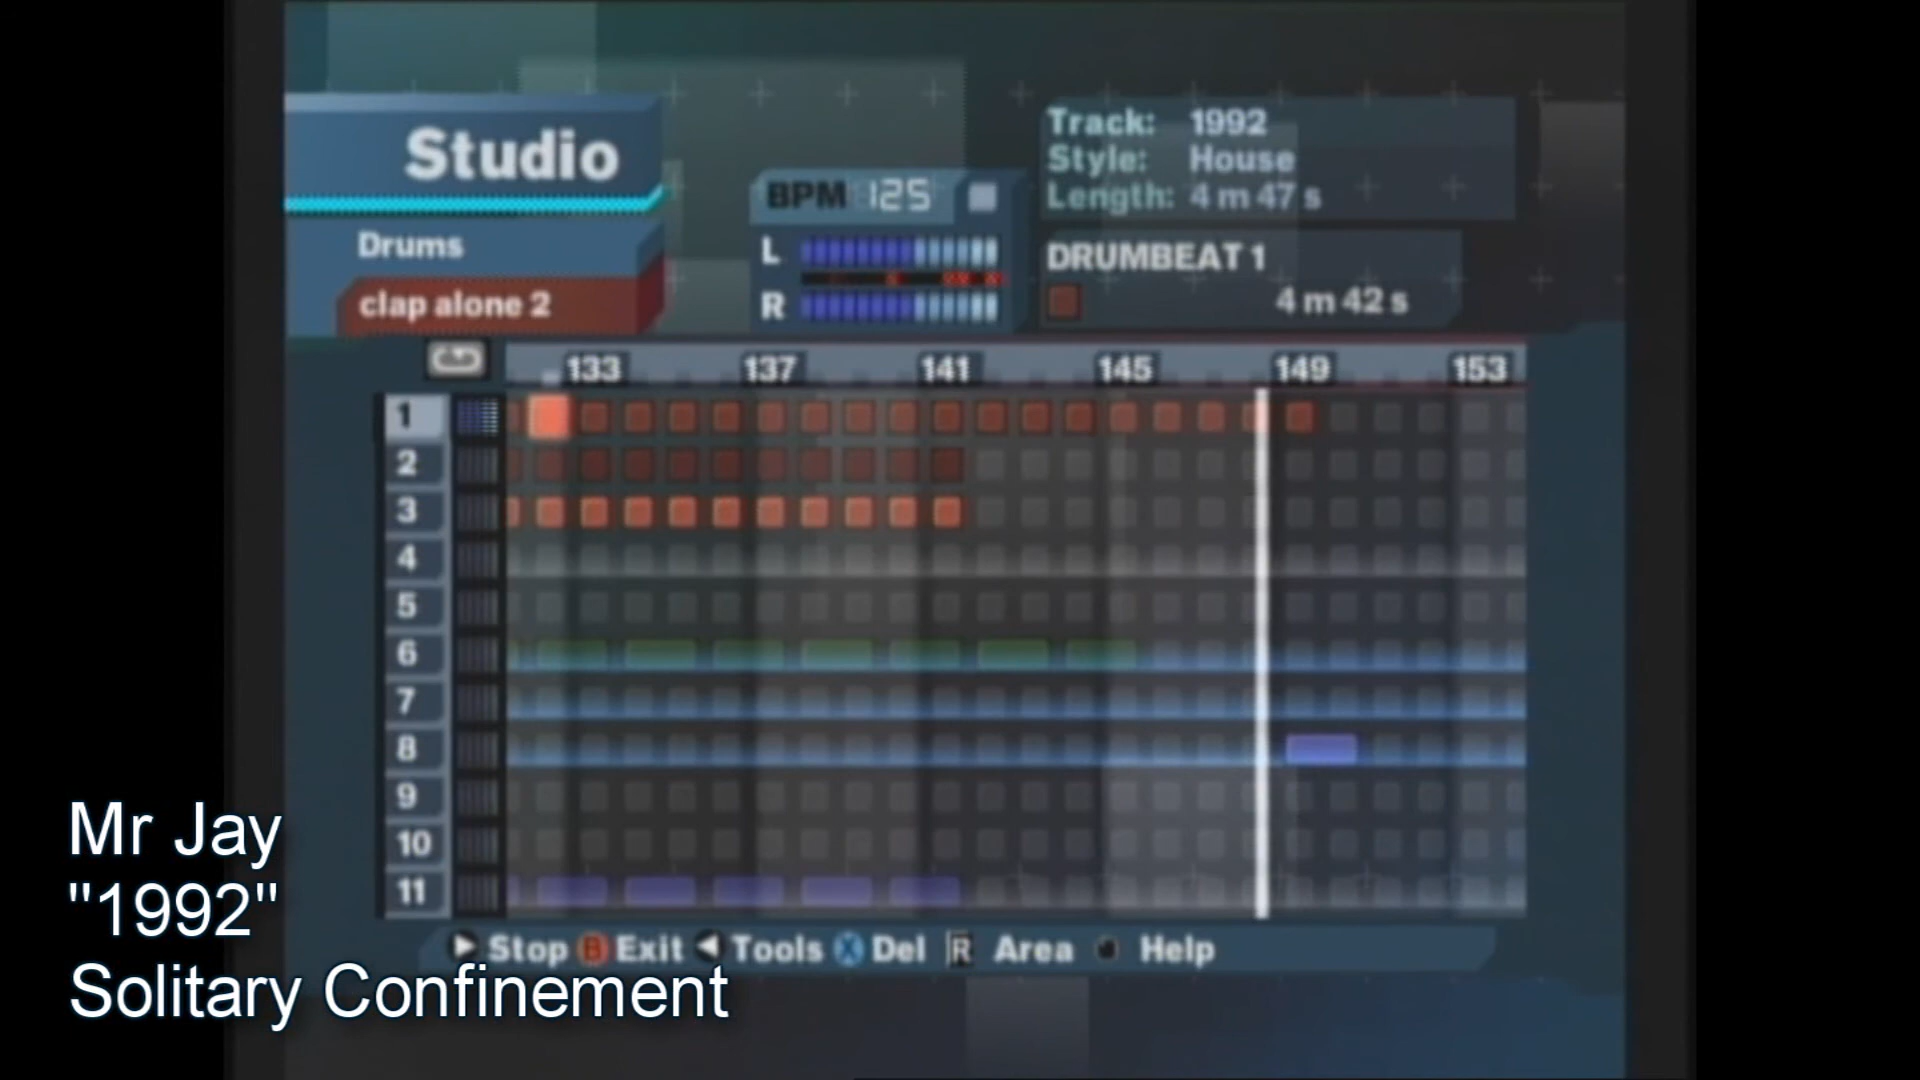 Studio
Drums
clap alone 2
BPM 125
L
R
Track: 1992
Style: House
Length: 4 m 47 s
DRUMBEAT 1
4 m 42 s
133 137 141 145 149 153
1
2
3
4
5
6
7
8
9
10
11
Stop B Exit Tools X Del R Area Help
Mr Jay
"1992"
Solitary Confinement